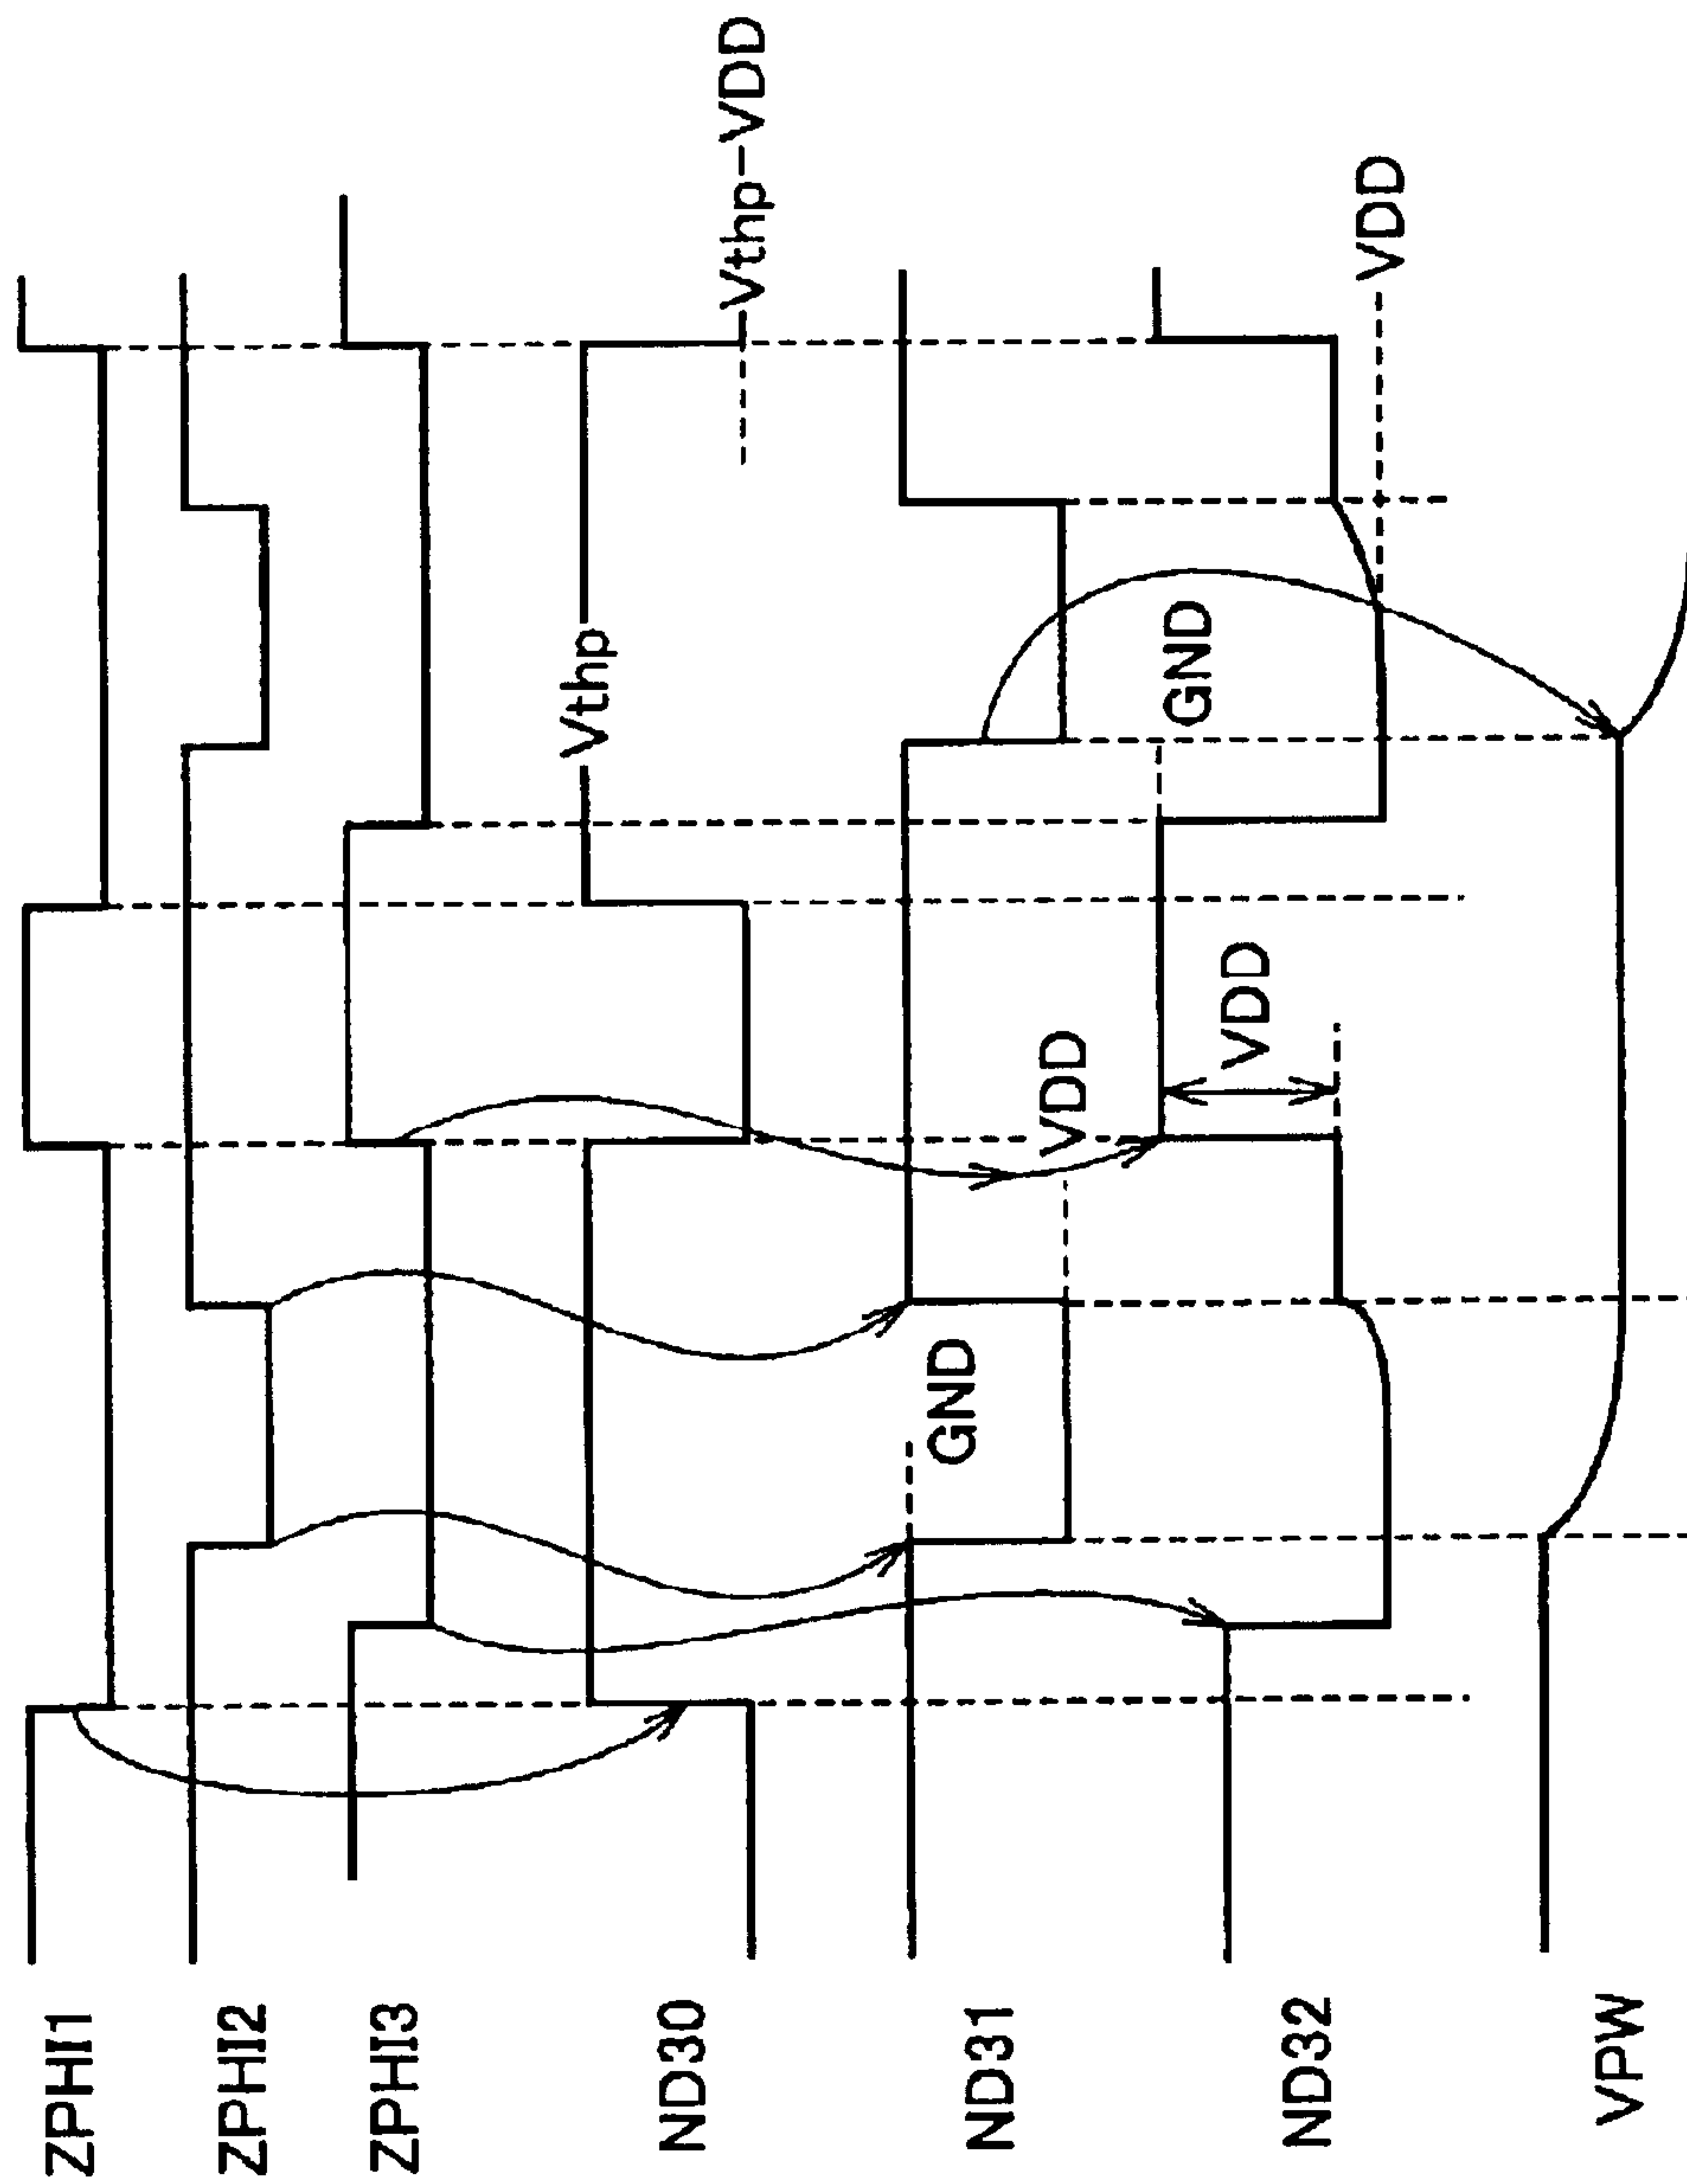 ZPHI1
ZPHI2
ZPHI3
ND30
Vthp
Vthp-VDD
ND31
GND
VDD
ND32
VDD
GND
VDD
VPW